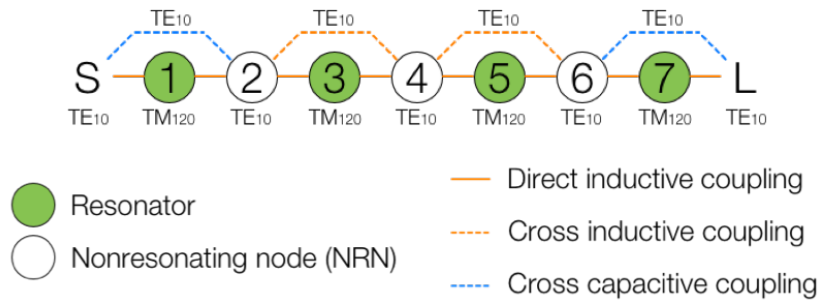 TE10 TE10 TE10 TE10
S 1 2 3 4 5 6 7 L
TE10 TM120 TE10 TM120 TE10 TM120 TE10 TM120 TE10
Direct inductive coupling
Resonator
Cross inductive coupling
Nonresonating node (NRN)
Cross capacitive coupling